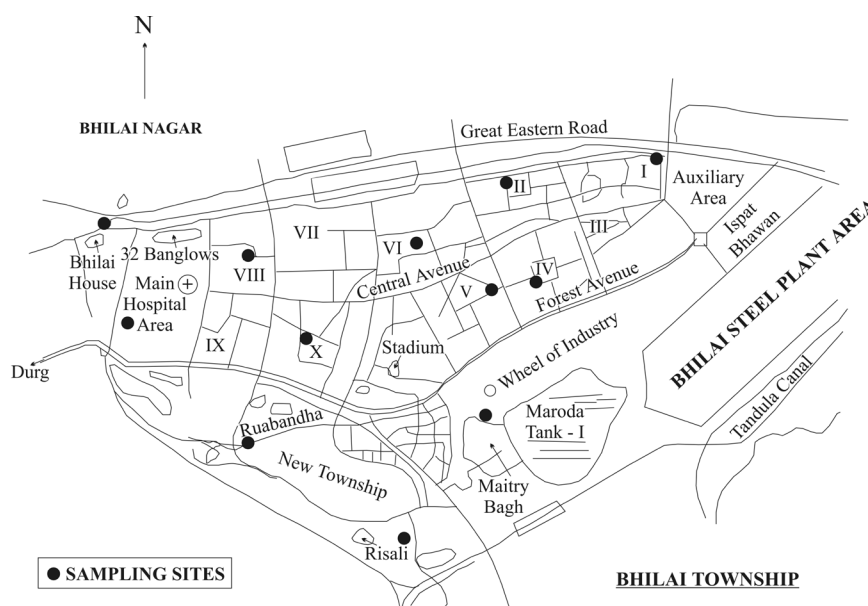 N
BHILAI NAGAR
Great Eastern Road
I
II
Auxiliary
Area
Ispat
Bhawan
BHILAI STEEL PLANT AREA
III
VII
VI
32 Banglows
Bhilai
House
VIII
Central Avenue
IV
V
Forest Avenue
Main
Hospital
Area
IX
X
Stadium
Wheel of Industry
Durg
Tandula Canal
Maroda
Tank - I
Ruabandha
New Township
Maitry
Bagh
Risali
SAMPLING SITES
BHILAI TOWNSHIP